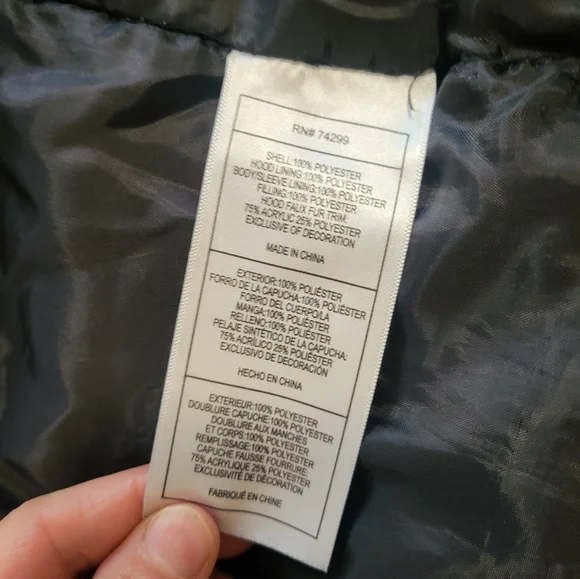 RN# 74299
SHELL:100% POLYESTER
HOOD LINING:100% POLYESTER
BODY/SLEEVE LINING:100% POLYESTER
FILLING:100% POLYESTER
HOOD FAUX FUR TRIM:
75% ACRYLIC 25% POLYESTER
EXCLUSIVE OF DECORATION
MADE IN CHINA
EXTERIOR:100% POLIÉSTER
FORRO DE LA CAPUCHA:100% POLIÉSTER
FORRO DEL CUERPO/LA
MANGA:100% POLIÉSTER
RELLENO:100% POLIÉSTER
PELAJE SINTÉTICO DE LA CAPUCHA:
75% ACRÍLICO 25% POLIÉSTER
EXCLUSIVO DE DECORACIÓN
HECHO EN CHINA
EXTERIEUR:100% POLYESTER
DOUBLURE CAPUCHE:100% POLYESTER
DOUBLURE AUX MANCHES
ET CORPS:100% POLYESTER
REMPLISSAGE:100% POLYESTER
CAPUCHE FAUSSE FOURRURE:
75% ACRYLIQUE 25% POLYESTER
EXCLUSIVITÉ DE DÉCORATION
FABRIQUÉ EN CHINE